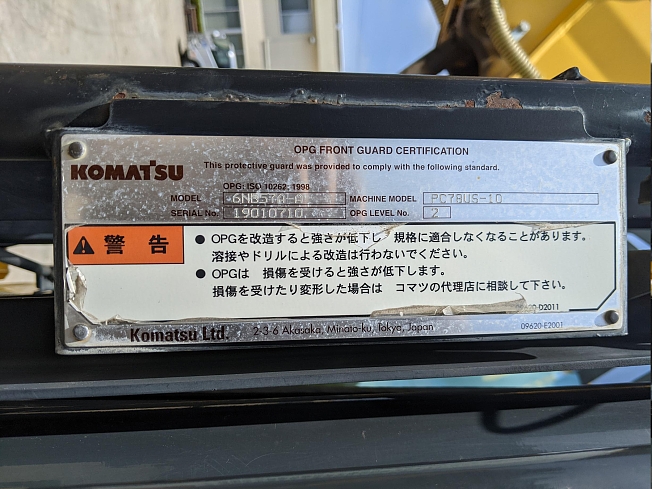 OPG FRONT GUARD CERTIFICATION
KOMATSU
This protective guard was provided to comply with the following standard.
OPG: ISO 10262; 1998
MODEL MACHINE MODEL PC78US-10
SERIAL No. 19010710 OPG LEVEL No. 2
警告
● OPGを改造すると強さが低下し 規格に適合しなくなることがあります。
溶接やドリルによる改造は行わないでください。
● OPGは 損傷を受けると強さが低下します。
損傷を受けたり変形した場合は コマツの代理店に相談して下さい。
Komatsu Ltd. 2-3-6 Akasaka, Minato-ku, Tokyo, Japan 09620-E2001